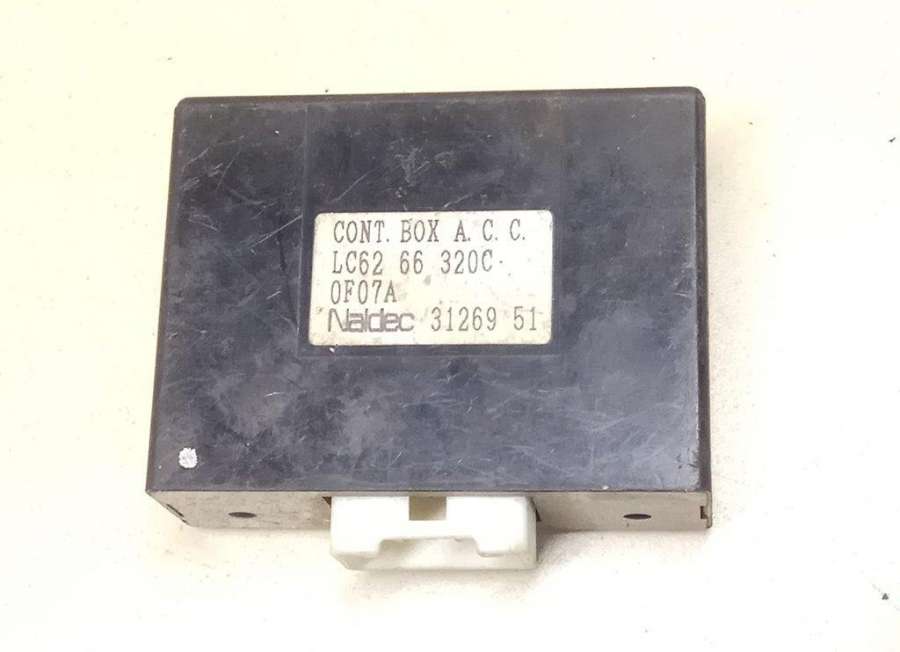 CONT. BOX A. C. C.
LC62 66 320C
0F07A
Naldec 31269 51